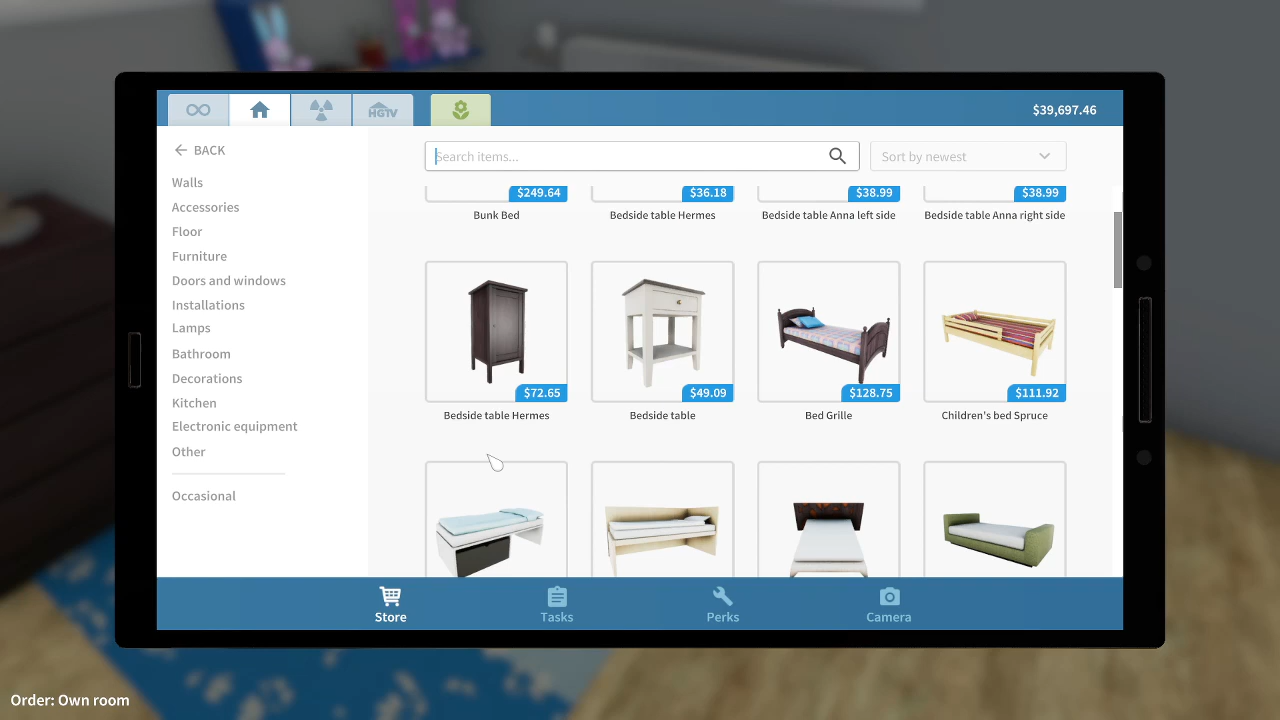 HGTV
$39,697.46
BACK
Search items...
Sort by newest
Walls
Accessories
Floor
Furniture
Doors and windows
Installations
Lamps
Bathroom
Decorations
Kitchen
Electronic equipment
Other
Occasional
$249.64
$36.18
$38.99
$38.99
Bunk Bed
Bedside table Hermes
Bedside table Anna left side
Bedside table Anna right side
$72.65
$49.09
$128.75
$111.92
Bedside table Hermes
Bedside table
Bed Grille
Children's bed Spruce
Store
Tasks
Perks
Camera
Order: Own room